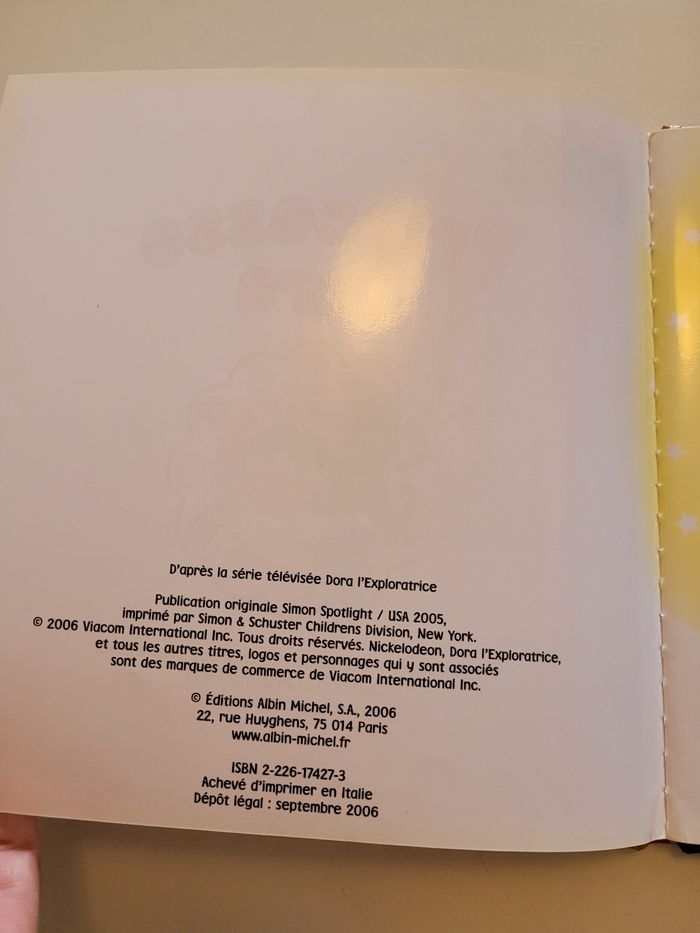 D'après la série télévisée Dora l'Exploratrice
Publication originale Simon Spotlight / USA 2005,
imprimé par Simon & Schuster Childrens Division, New York.
© 2006 Viacom International Inc. Tous droits réservés. Nickelodeon, Dora l'Exploratrice,
et tous les autres titres, logos et personnages qui y sont associés
sont des marques de commerce de Viacom International Inc.
© Éditions Albin Michel, S.A., 2006
22, rue Huyghens, 75 014 Paris
www.albin-michel.fr
ISBN 2-226-17427-3
Achevé d'imprimer en Italie
Dépôt légal : septembre 2006